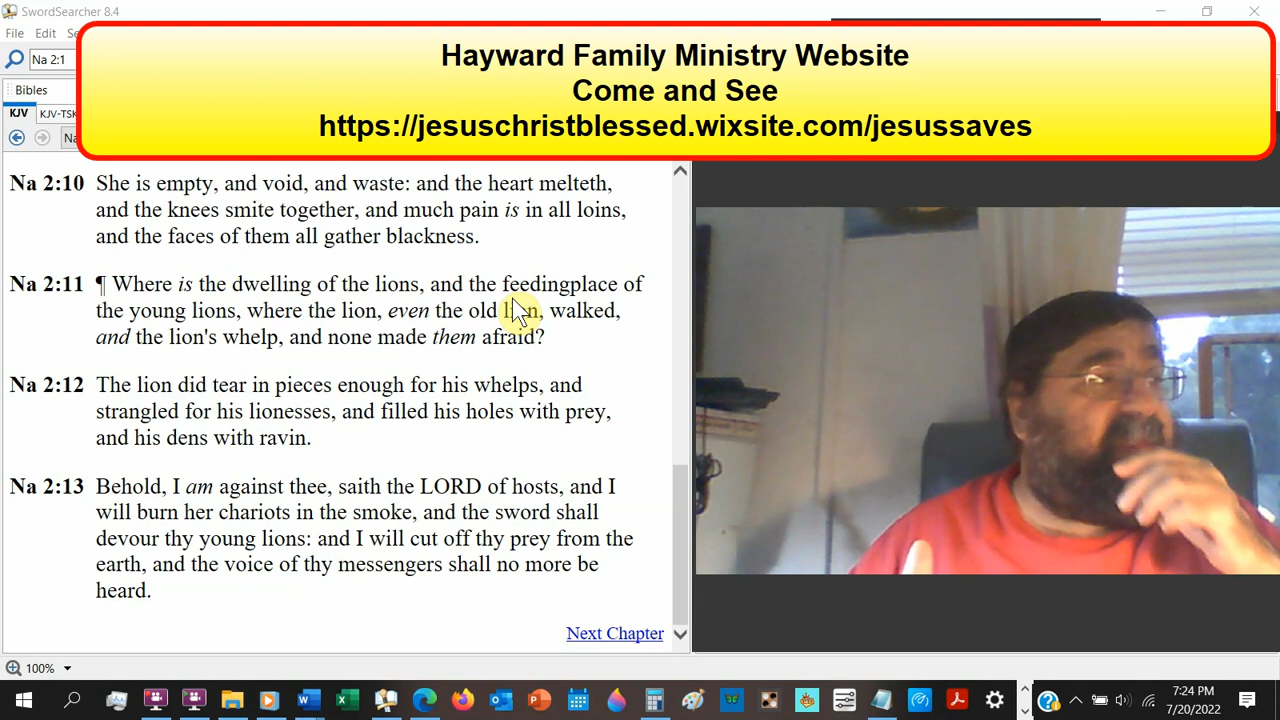 SwordSearcher 8.4
File Edit
Hayward Family Ministry Website
Come and See
https://jesuschristblessed.wixsite.com/jesussaves
Na 2:1
Bibles
KJV KJV-TSK
Na 2:10 She is empty, and void, and waste: and the heart melteth,
and the knees smite together, and much pain is in all loins,
and the faces of them all gather blackness.
Na 2:11 ¶ Where is the dwelling of the lions, and the feedingplace of
the young lions, where the lion, even the old lion, walked,
and the lion's whelp, and none made them afraid?
Na 2:12 The lion did tear in pieces enough for his whelps, and
strangled for his lionesses, and filled his holes with prey,
and his dens with ravin.
Na 2:13 Behold, I am against thee, saith the LORD of hosts, and I
will burn her chariots in the smoke, and the sword shall
devour thy young lions: and I will cut off thy prey from the
earth, and the voice of thy messengers shall no more be
heard.
Next Chapter
100%
7:24 PM
7/20/2022